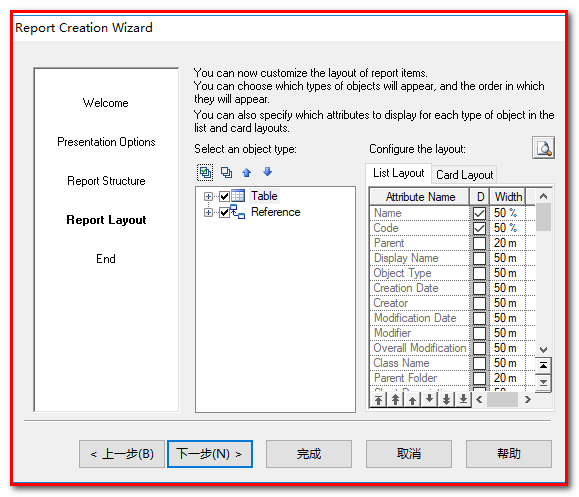 Report Creation Wizard
Welcome
Presentation Options
Report Structure
Report Layout
End
You can now customize the layout of report items.
You can choose which types of objects will appear, and the order in which
they will appear.
You can also specify which attributes to display for each type of object in the
list and card layouts.
Select an object type:
Table
Reference
Configure the layout:
List Layout Card Layout
Attribute Name D Width
Name 50 %
Code 50 %
Parent 20 m
Display Name 50 m
Object Type 50 m
Creation Date 50 m
Creator 50 m
Modification Date 50 m
Modifier 50 m
Overall Modification 50 m
Class Name 50 m
Parent Folder 20 m
< 上一步(B) 下一步(N) > 完成 取消 帮助